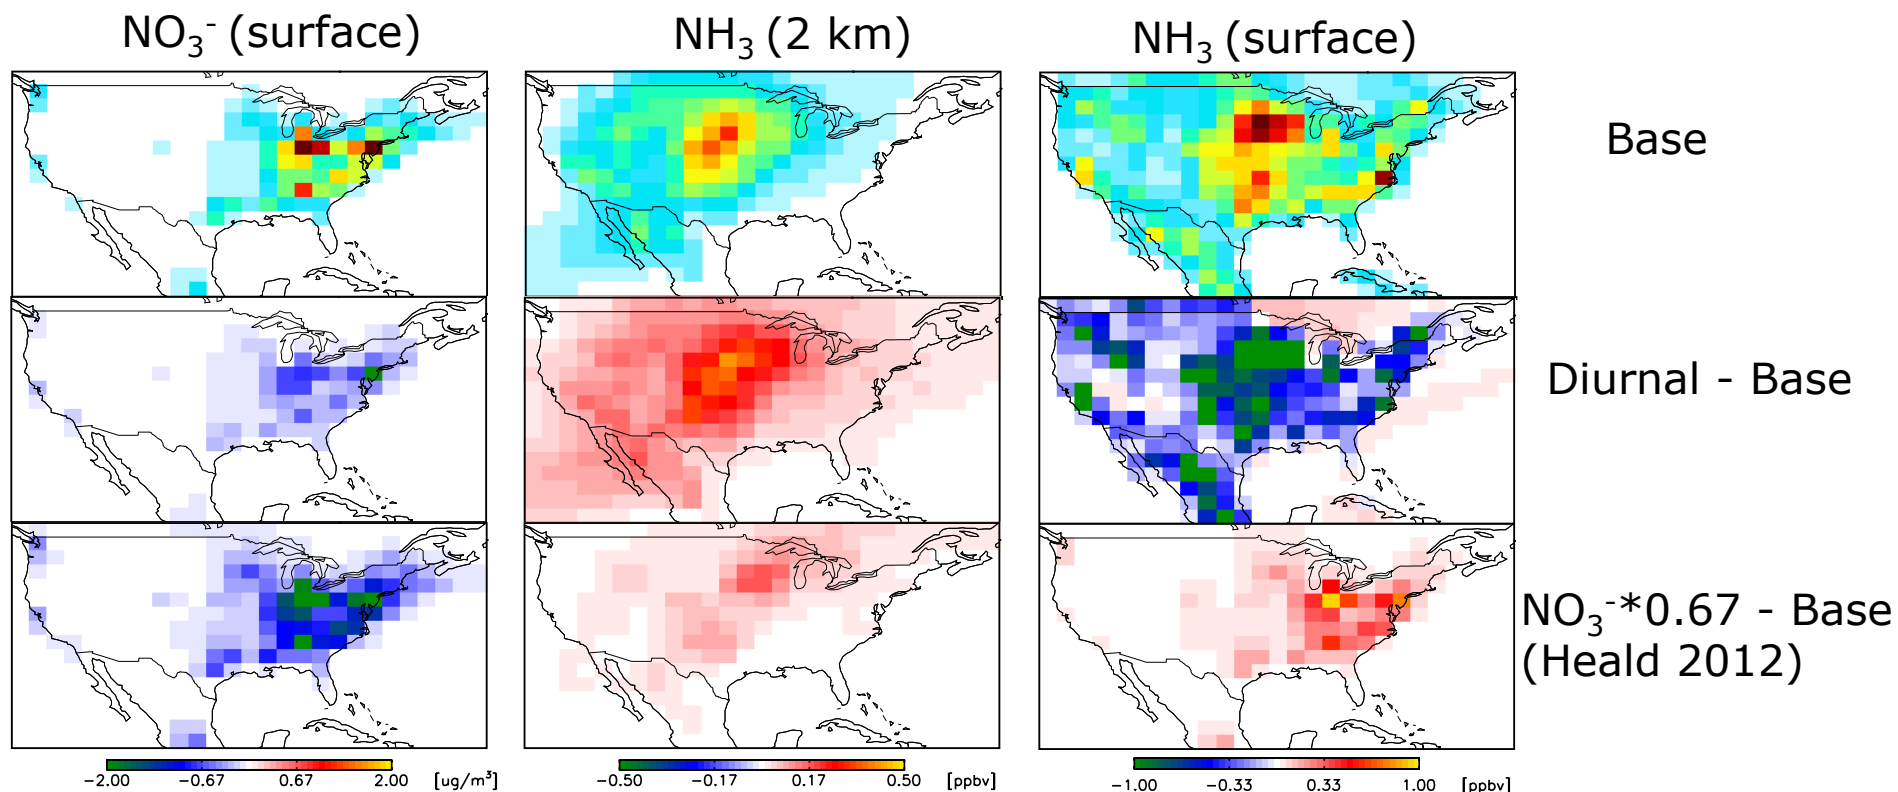 NO₃⁻ (surface) NH₃ (2 km) NH₃ (surface)
Base
Diurnal - Base
NO₃⁻*0.67 - Base
(Heald 2012)
-2.00 -0.67 0.67 2.00 [ug/m³] -0.50 -0.17 0.17 0.50 [ppbv] -1.00 -0.33 0.33 1.00 [ppbv]